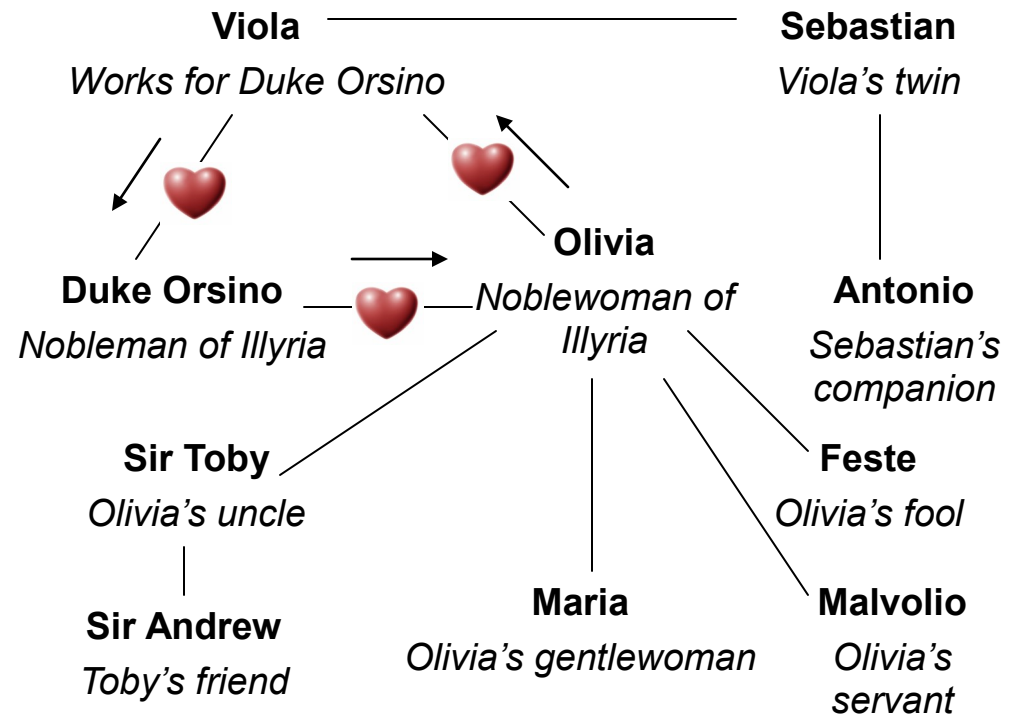 Viola
Works for Duke Orsino
Sebastian
Viola’s twin
Olivia
Noblewoman of
Illyria
Duke Orsino
Nobleman of Illyria
Antonio
Sebastian’s
companion
Sir Toby
Olivia’s uncle
Feste
Olivia’s fool
Sir Andrew
Toby’s friend
Maria
Olivia’s gentlewoman
Malvolio
Olivia’s
servant